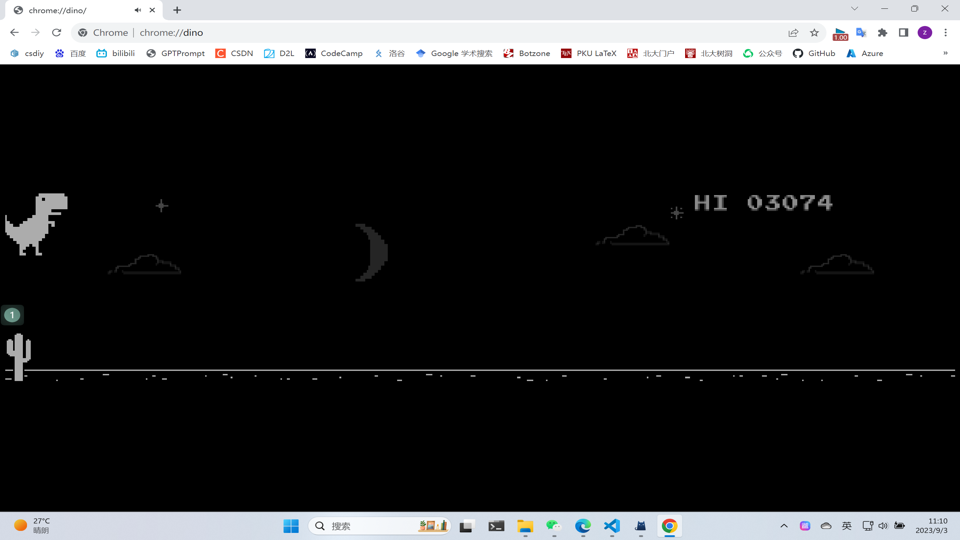 chrome://dino/
Chrome | chrome://dino
1.00
z
csdiy
百度
bilibili
GPTPrompt
CSDN
D2L
CodeCamp
洛谷
Google 学术搜索
Botzone
PKU LaTeX
北大门户
北大树洞
公众号
GitHub
Azure
»
HI 03074
1
27°C
晴朗
搜索
英
11:10
2023/9/3